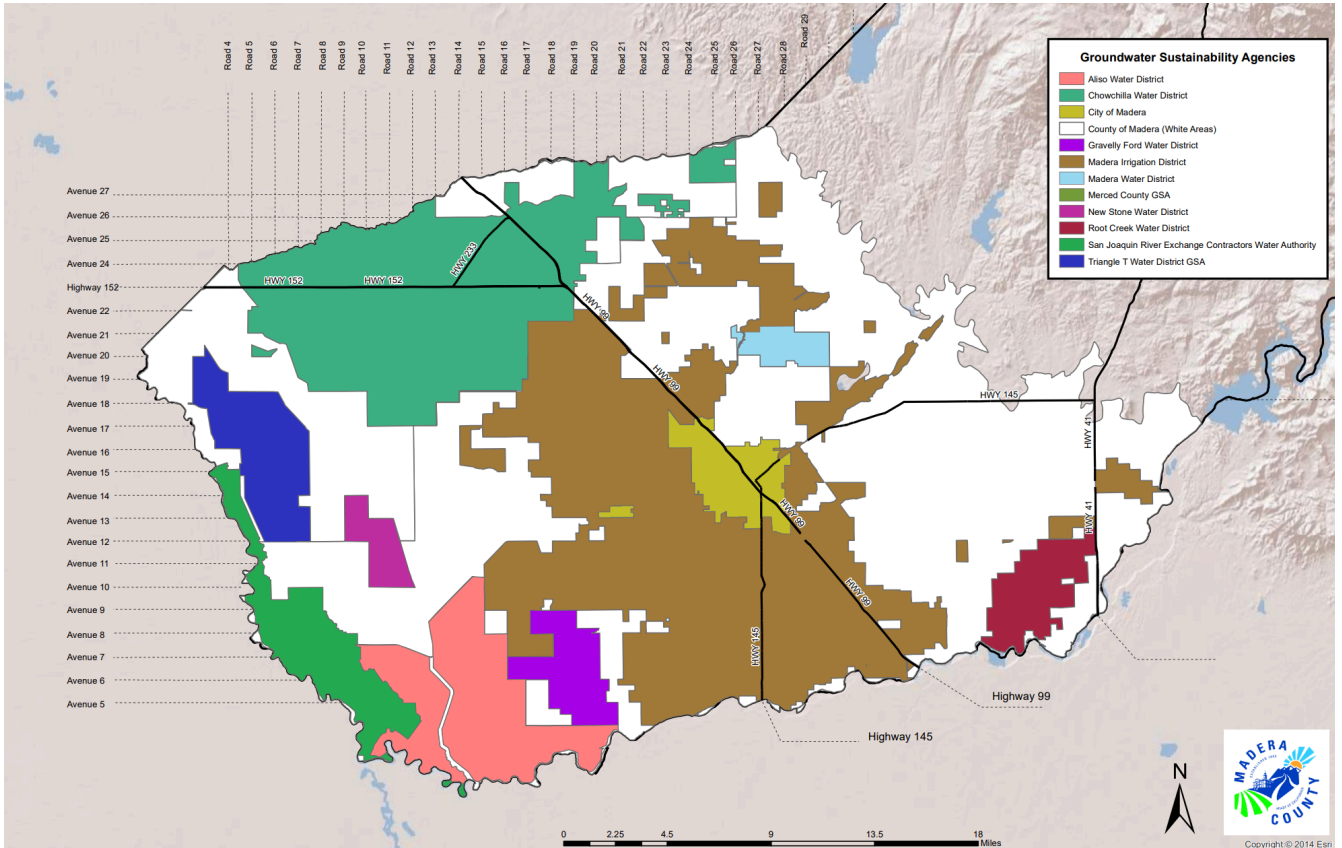 Road 4
Road 5
Road 6
Road 7
Road 8
Road 9
Road 10
Road 11
Road 12
Road 13
Road 14
Road 15
Road 16
Road 17
Road 18
Road 19
Road 20
Road 21
Road 22
Road 23
Road 24
Road 25
Road 26
Road 27
Road 28
Road 29
Groundwater Sustainability Agencies
Aliso Water District
Chowchilla Water District
City of Madera
County of Madera (White Areas)
Gravelly Ford Water District
Madera Irrigation District
Madera Water District
Merced County GSA
New Stone Water District
Root Creek Water District
San Joaquin River Exchange Contractors Water Authority
Triangle T Water District GSA
Avenue 27
Avenue 26
Avenue 25
Avenue 24
Highway 152
Avenue 22
Avenue 21
Avenue 20
Avenue 19
Avenue 18
Avenue 17
Avenue 16
Avenue 15
Avenue 14
Avenue 13
Avenue 12
Avenue 11
Avenue 10
Avenue 9
Avenue 8
Avenue 7
Avenue 6
Avenue 5
HWY 233
HWY 152
HWY 152
HWY 99
HWY 99
HWY 145
HWY 41
HWY 41
HWY 99
HWY 99
HWY 145
Highway 99
Highway 145
N
MADERA
COUNTY
0 2.25 4.5 9 13.5 18
Miles
Copyright © 2014 Esri